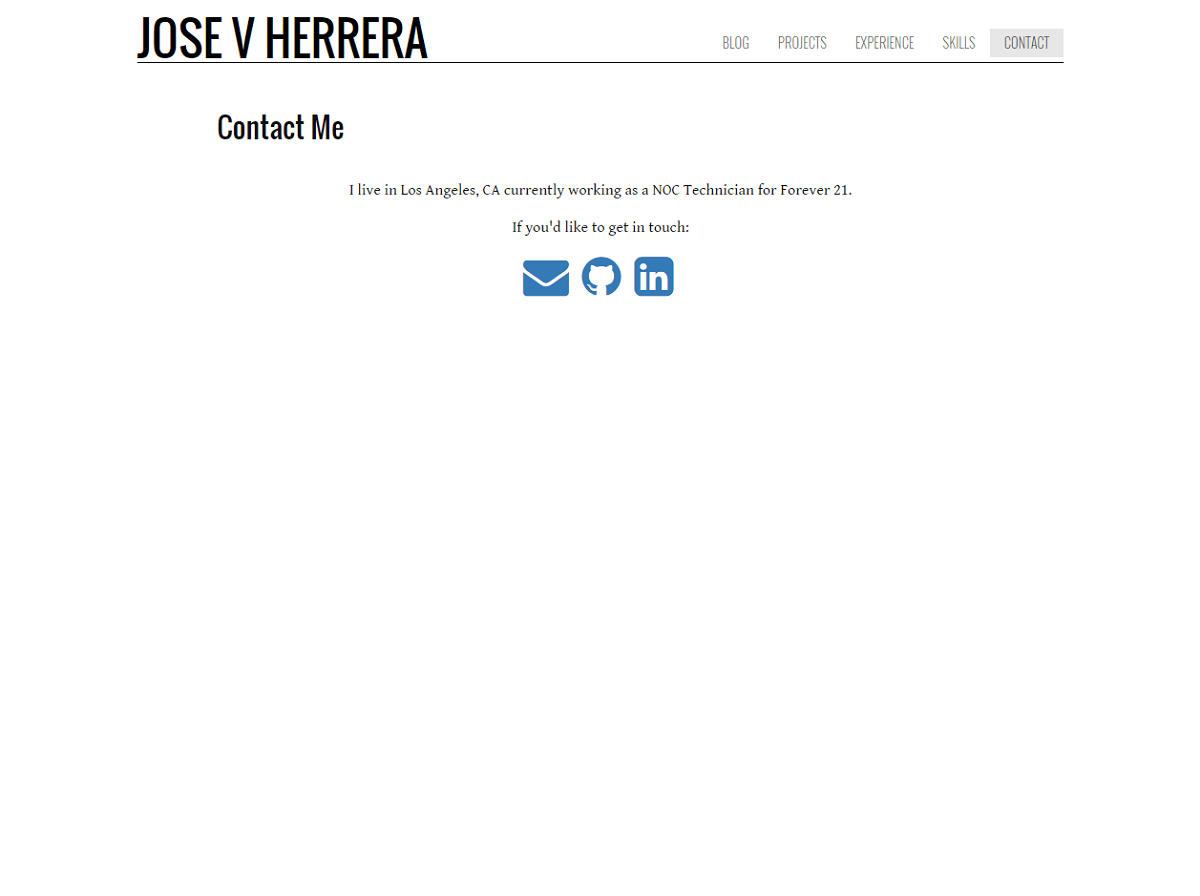 JOSE V HERRERA
BLOG PROJECTS EXPERIENCE SKILLS CONTACT
Contact Me
I live in Los Angeles, CA currently working as a NOC Technician for Forever 21.
If you'd like to get in touch:
in